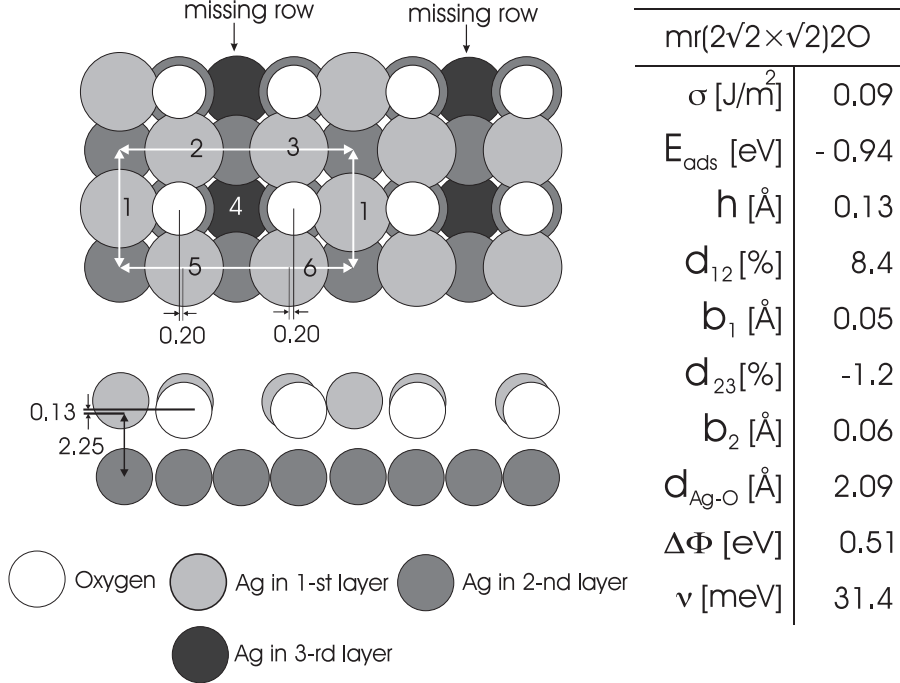 missing row
missing row
2
3
1
4
1
5
6
0.20
0.20
0.13
2.25
Oxygen
Ag in 1-st layer
Ag in 2-nd layer
Ag in 3-rd layer
mr(2√2×√2)2O
σ [J/m²] 0.09
E_ads [eV] - 0.94
h [Å] 0.13
d₁₂ [%] 8.4
b₁ [Å] 0.05
d₂₃ [%] -1.2
b₂ [Å] 0.06
d_Ag-O [Å] 2.09
ΔΦ [eV] 0.51
ν [meV] 31.4